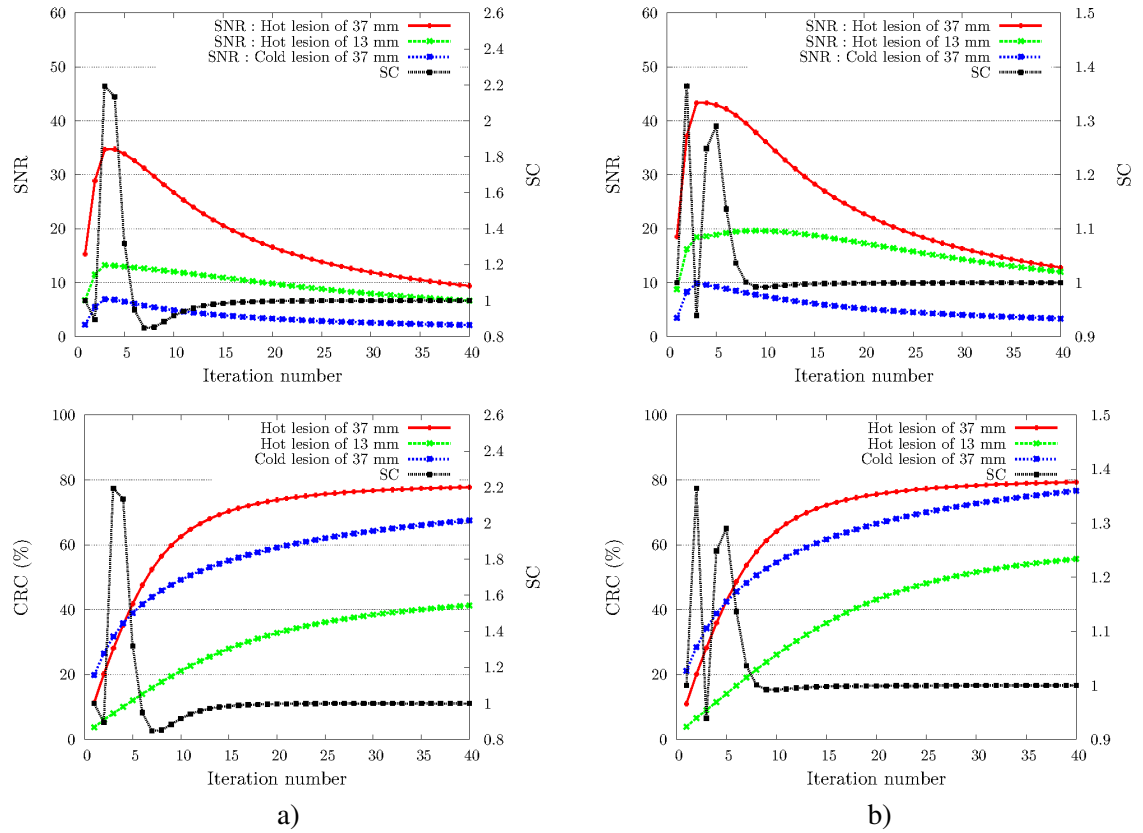 SNR : Hot lesion of 37 mm
SNR : Hot lesion of 13 mm
SNR : Cold lesion of 37 mm
SC
60
50
40
30
20
10
0
SNR
2.6
2.4
2.2
2
1.8
1.6
1.4
1.2
1
0.8
SC
0 5 10 15 20 25 30 35 40
Iteration number
SNR : Hot lesion of 37 mm
SNR : Hot lesion of 13 mm
SNR : Cold lesion of 37 mm
SC
60
50
40
30
20
10
0
SNR
1.5
1.4
1.3
1.2
1.1
1
0.9
SC
0 5 10 15 20 25 30 35 40
Iteration number
Hot lesion of 37 mm
Hot lesion of 13 mm
Cold lesion of 37 mm
SC
100
80
60
40
20
0
CRC (%)
2.6
2.4
2.2
2
1.8
1.6
1.4
1.2
1
0.8
SC
0 5 10 15 20 25 30 35 40
Iteration number
a)
Hot lesion of 37 mm
Hot lesion of 13 mm
Cold lesion of 37 mm
SC
100
80
60
40
20
0
CRC (%)
1.5
1.4
1.3
1.2
1.1
1
0.9
SC
0 5 10 15 20 25 30 35 40
Iteration number
b)